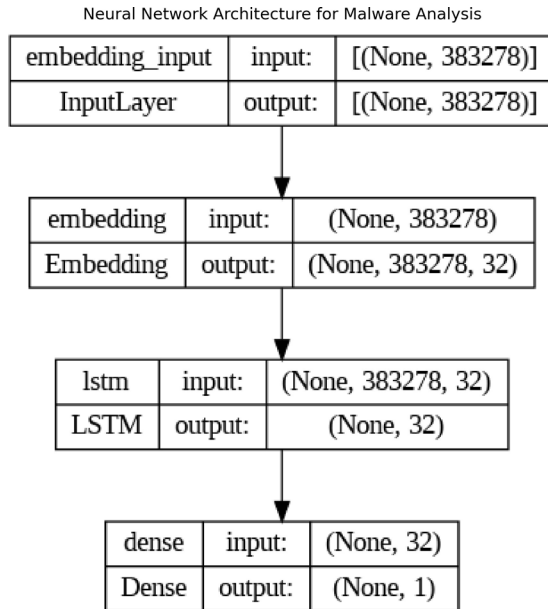 Neural Network Architecture for Malware Analysis
embedding_input input: [(None, 383278)]
InputLayer output: [(None, 383278)]
embedding input: (None, 383278)
Embedding output: (None, 383278, 32)
lstm input: (None, 383278, 32)
LSTM output: (None, 32)
dense input: (None, 32)
Dense output: (None, 1)